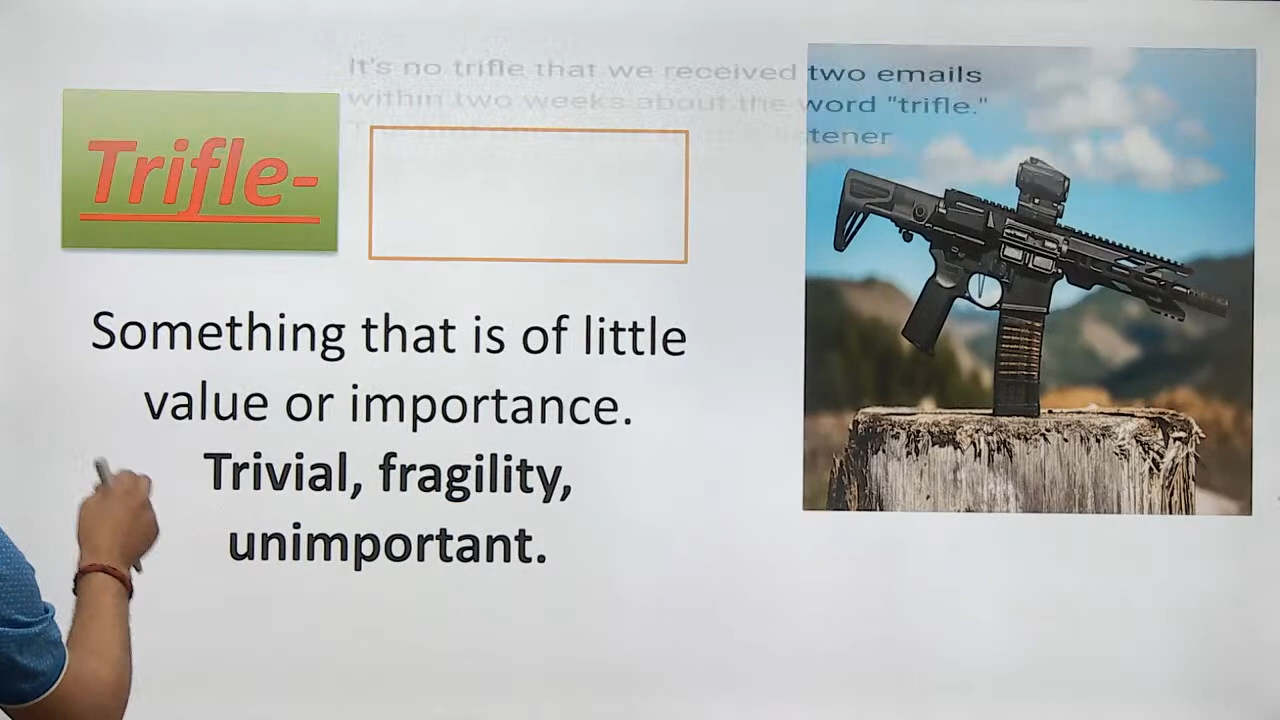 It's no trifle that we received two emails
within two weeks about the word "trifle."
listener
Trifle-
Something that is of little
value or importance.
Trivial, fragility,
unimportant.